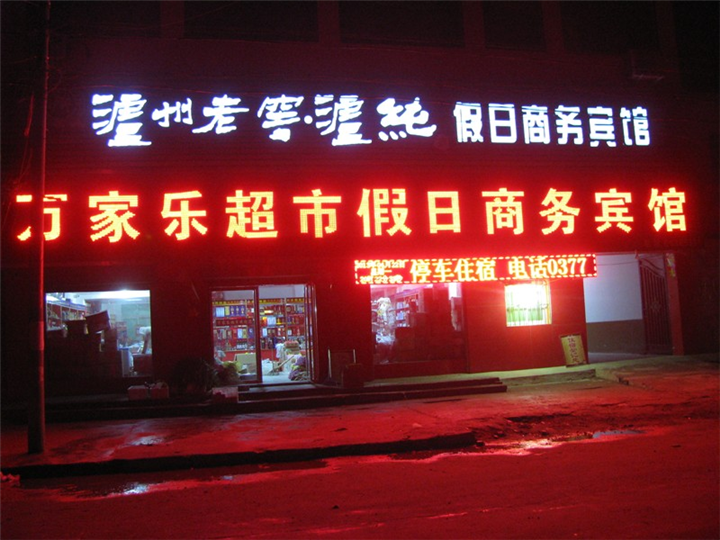 泸州老窖·泸純 假日商务宾馆
万家乐超市假日商务宾馆
停车住宿 电话0377